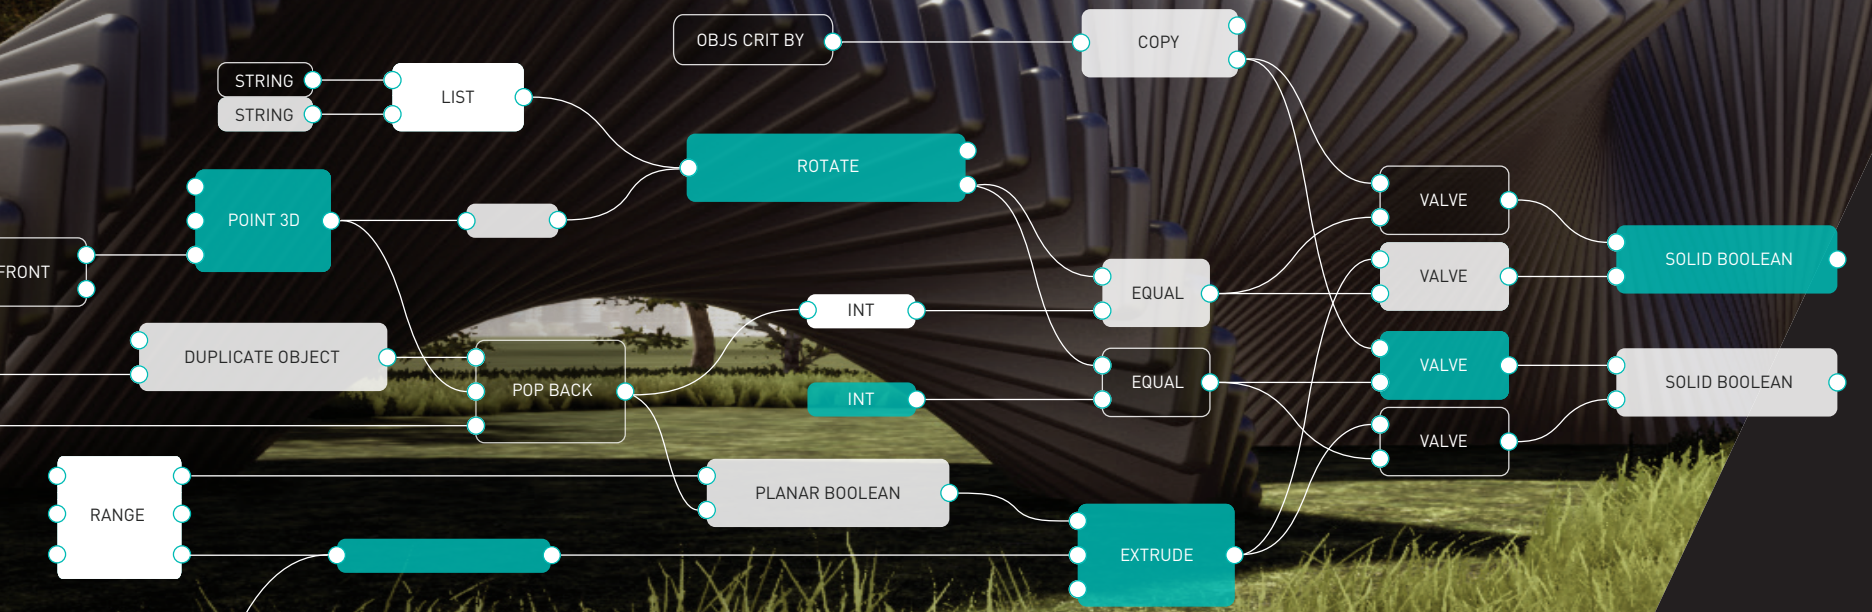 OBJS CRIT BY
COPY
STRING
STRING
LIST
ROTATE
POINT 3D
VALVE
FRONT
VALVE
SOLID BOOLEAN
EQUAL
INT
DUPLICATE OBJECT
POP BACK
INT
EQUAL
VALVE
SOLID BOOLEAN
VALVE
RANGE
PLANAR BOOLEAN
EXTRUDE